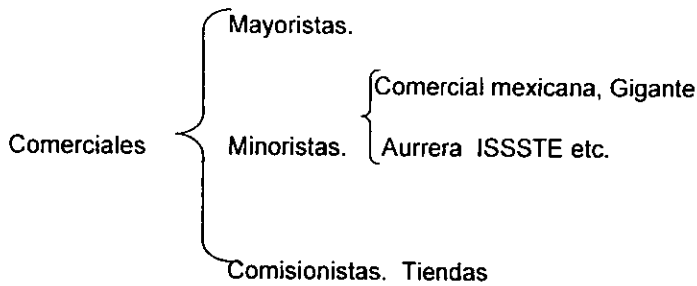 Mayoristas.
Comercial mexicana, Gigante
Comerciales Minoristas. Aurrera ISSSTE etc.
Comisionistas. Tiendas